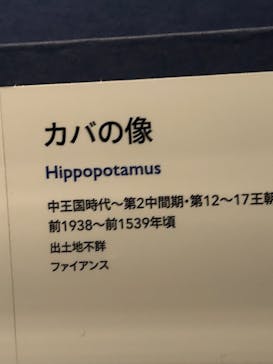 カバの像
Hippopotamus
中王国時代～第2中間期・第12～17王朝
前1938～前1539年頃
出土地不群
ファイアンス